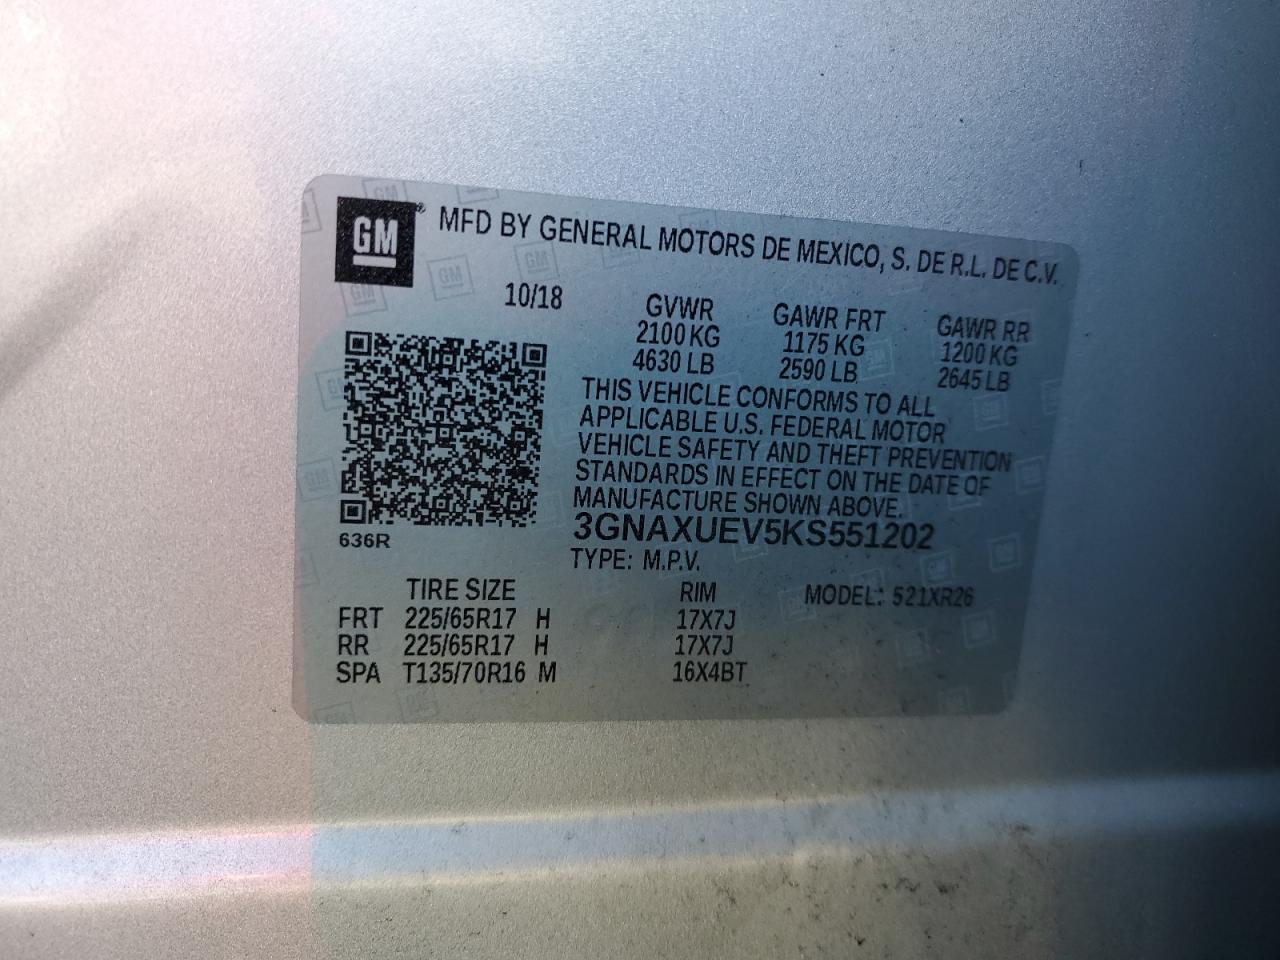 GM® MFD BY GENERAL MOTORS DE MEXICO, S. DE R.L. DE C.V.
10/18 GVWR GAWR FRT GAWR RR
2100 KG 1175 KG 1200 KG
4630 LB 2590 LB 2645 LB
THIS VEHICLE CONFORMS TO ALL
APPLICABLE U.S. FEDERAL MOTOR
VEHICLE SAFETY AND THEFT PREVENTION
STANDARDS IN EFFECT ON THE DATE OF
MANUFACTURE SHOWN ABOVE.
3GNAXUEV5KS551202
636R
TYPE: M.P.V.
TIRE SIZE RIM MODEL: 521XR26
FRT 225/65R17 H 17X7J
RR 225/65R17 H 17X7J
SPA T135/70R16 M 16X4BT